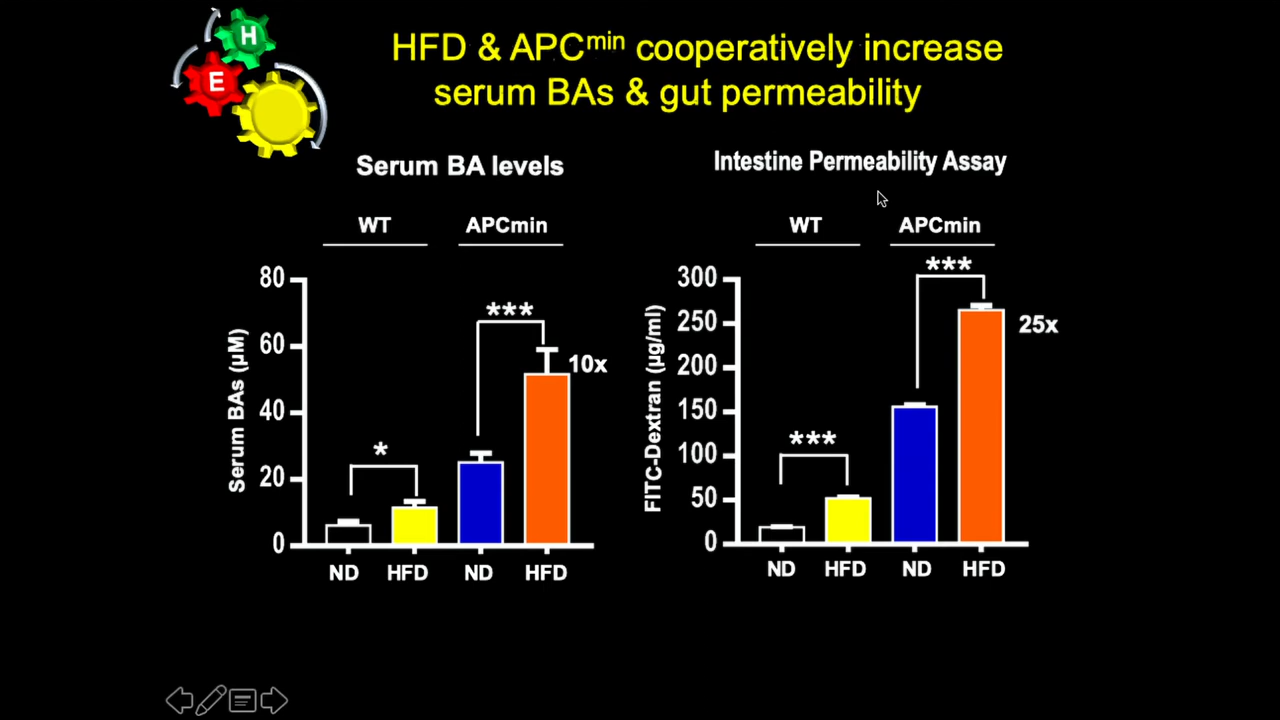 H
E
HFD & APCmin cooperatively increase
serum BAs & gut permeability
Serum BA levels
WT
APCmin
Serum BAs (µM)
80
60
40
20
0
*
***
10x
ND
HFD
ND
HFD
Intestine Permeability Assay
WT
APCmin
FITC-Dextran (µg/ml)
300
250
200
150
100
50
0
***
***
25x
ND
HFD
ND
HFD